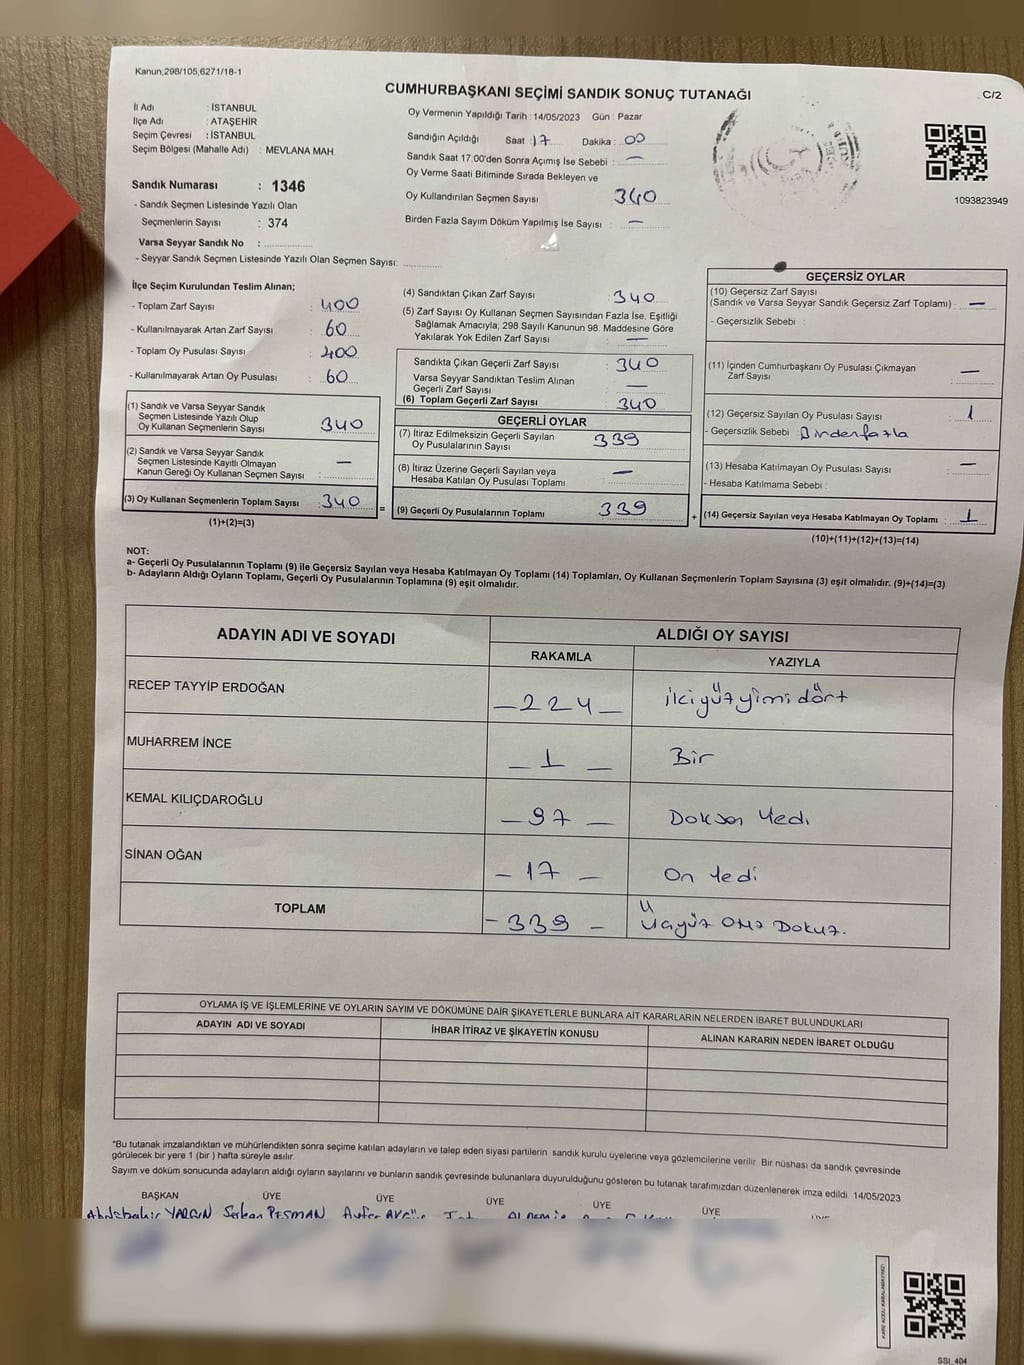 Kanun,298/105,6271/18-1
CUMHURBAŞKANI SEÇİMİ SANDIK SONUÇ TUTANAĞI
C/2
İl Adı : İSTANBUL
İlçe Adı : ATAŞEHİR
Seçim Çevresi : İSTANBUL
Seçim Bölgesi (Mahalle Adı) : MEVLANA MAH.
Sandık Numarası : 1346
- Sandık Seçmen Listesinde Yazılı Olan
Seçmenlerin Sayısı : 374
Varsa Seyyar Sandık No :
- Seyyar Sandık Seçmen Listesinde Yazılı Olan Seçmen Sayısı:
Oy Vermenin Yapıldığı Tarih : 14/05/2023 Gün : Pazar
Sandığın Açıldığı Saat : 17 Dakika : 00
Sandık Saat 17:00'den Sonra Açımış İse Sebebi : —
Oy Verme Saati Bitiminde Sırada Bekleyen ve
Oy Kullandırılan Seçmen Sayısı 340
Birden Fazla Sayım Döküm Yapılmış İse Sayısı : —
1093823949
İlçe Seçim Kurulundan Teslim Alınan;
- Toplam Zarf Sayısı : 400
- Kullanılmayarak Artan Zarf Sayısı : 60
- Toplam Oy Pusulası Sayısı : 400
- Kullanılmayarak Artan Oy Pusulası : 60
(1) Sandık ve Varsa Seyyar Sandık
Seçmen Listesinde Yazılı Olup
Oy Kullanan Seçmenlerin Sayısı 340
(2) Sandık ve Varsa Seyyar Sandık
Seçmen Listesinde Kayıtlı Olmayan
Kanun Gereği Oy Kullanan Seçmen Sayısı : —
(3) Oy Kullanan Seçmenlerin Toplam Sayısı : 340
(1)+(2)=(3)
=
(4) Sandıktan Çıkan Zarf Sayısı : 340
(5) Zarf Sayısı Oy Kullanan Seçmen Sayısından Fazla İse, Eşitliği
Sağlamak Amacıyla; 298 Sayılı Kanunun 98. Maddesine Göre
Yakılarak Yok Edilen Zarf Sayısı : —
Sandıkta Çıkan Geçerli Zarf Sayısı : 340
Varsa Seyyar Sandıktan Teslim Alınan
Geçerli Zarf Sayısı : —
(6) Toplam Geçerli Zarf Sayısı : 340
GEÇERLİ OYLAR
(7) İtiraz Edilmeksizin Geçerli Sayılan
Oy Pusulalarının Sayısı : 339
(8) İtiraz Üzerine Geçerli Sayılan veya
Hesaba Katılan Oy Pusulası Toplamı : —
(9) Geçerli Oy Pusulalarının Toplamı : 339
+
GEÇERSİZ OYLAR
(10) Geçersiz Zarf Sayısı
(Sandık ve Varsa Seyyar Sandık Geçersiz Zarf Toplamı) : —
- Geçersizlik Sebebi :
(11) İçinden Cumhurbaşkanı Oy Pusulası Çıkmayan
Zarf Sayısı : —
(12) Geçersiz Sayılan Oy Pusulası Sayısı : 1
- Geçersizlik Sebebi : Birden fazla
(13) Hesaba Katılmayan Oy Pusulası Sayısı : —
- Hesaba Katılmama Sebebi :
(14) Geçersiz Sayılan veya Hesaba Katılmayan Oy Toplamı : 1
(10)+(11)+(12)+(13)=(14)
NOT:
a- Geçerli Oy Pusulalarının Toplamı (9) ile Geçersiz Sayılan veya Hesaba Katılmayan Oy Toplamı (14) Toplamları, Oy Kullanan Seçmenlerin Toplam Sayısına (3) eşit olmalıdır. (9)+(14)=(3)
b- Adayların Aldığı Oyların Toplamı, Geçerli Oy Pusulalarının Toplamına (9) eşit olmalıdır.
ADAYIN ADI VE SOYADI ALDIĞI OY SAYISI
RAKAMLA YAZIYLA
RECEP TAYYİP ERDOĞAN — 224 — ikiyüzyimi dört
MUHARREM İNCE — 1 — Bir
KEMAL KILIÇDAROĞLU — 97 — Doksan Yedi
SİNAN OĞAN — 17 — On Yedi
TOPLAM — 339 — Üçyüz Otuz Dokuz.
OYLAMA İŞ VE İŞLEMLERİNE VE OYLARIN SAYIM VE DÖKÜMÜNE DAİR ŞİKAYETLERLE BUNLARA AİT KARARLARIN NELERDEN İBARET BULUNDUKLARI
ADAYIN ADI VE SOYADI İHBAR İTİRAZ VE ŞİKAYETİN KONUSU ALINAN KARARIN NEDEN İBARET OLDUĞU
*Bu tutanak imzalandıktan ve mühürlendikten sonra seçime katılan adayların ve talep eden siyasi partilerin sandık kurulu üyelerine veya gözlemcilerine verilir. Bir nüshası da sandık çevresinde
görülecek bir yere 1 (bir ) hafta süreyle asılır.
Sayım ve döküm sonucunda adayların aldığı oyların sayılarını ve bunların sandık çevresinde bulunanlara duyurulduğunu gösteren bu tutanak tarafımızdan düzenlenerek imza edildi. 14/05/2023
BAŞKAN ÜYE ÜYE ÜYE ÜYE ÜYE ÜYE
YALGIN Serkan PESMAN
SSİ_404